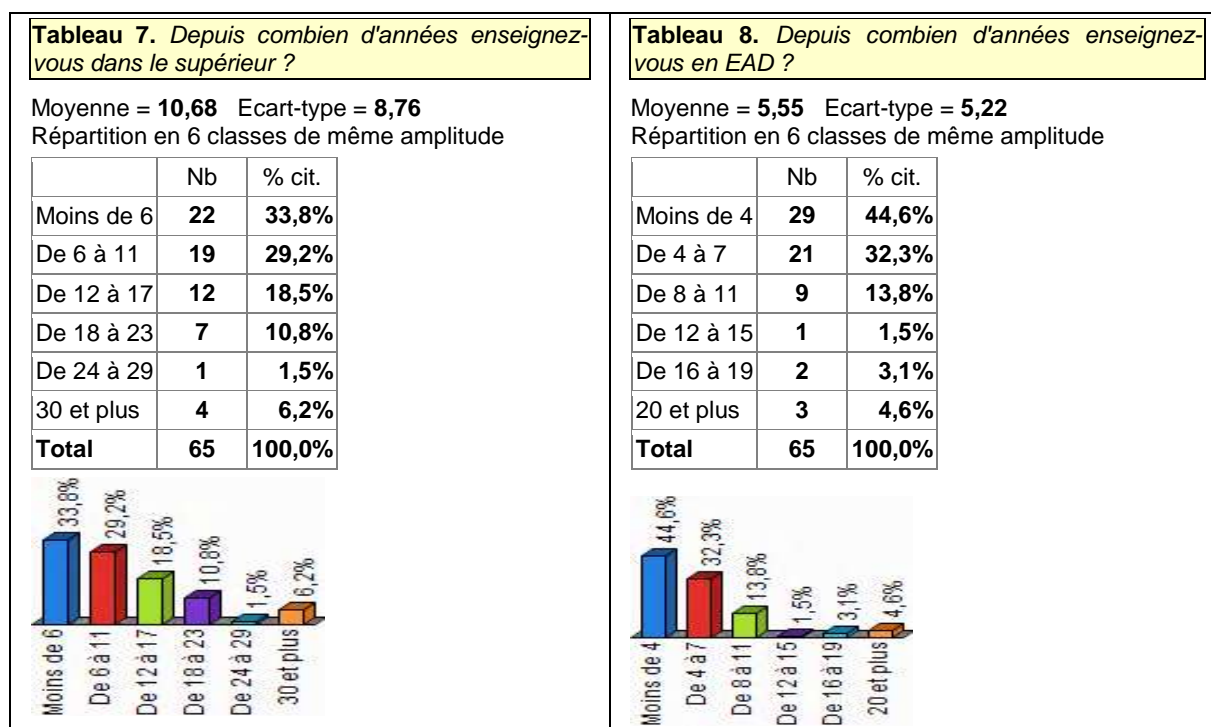 Tableau 7. Depuis combien d'années enseignez-
vous dans le supérieur ?
Moyenne = 10,68 Ecart-type = 8,76
Répartition en 6 classes de même amplitude
Nb % cit.
Moins de 6 22 33,8%
De 6 à 11 19 29,2%
De 12 à 17 12 18,5%
De 18 à 23 7 10,8%
De 24 à 29 1 1,5%
30 et plus 4 6,2%
Total 65 100,0%
33,8%
29,2%
18,5%
10,8%
1,5%
6,2%
Moins de 6
De 6 à 11
De 12 à 17
De 18 à 23
De 24 à 29
30 et plus
Tableau 8. Depuis combien d'années enseignez-
vous en EAD ?
Moyenne = 5,55 Ecart-type = 5,22
Répartition en 6 classes de même amplitude
Nb % cit.
Moins de 4 29 44,6%
De 4 à 7 21 32,3%
De 8 à 11 9 13,8%
De 12 à 15 1 1,5%
De 16 à 19 2 3,1%
20 et plus 3 4,6%
Total 65 100,0%
44,6%
32,3%
13,8%
1,5%
3,1%
4,6%
Moins de 4
De 4 à 7
De 8 à 11
De 12 à 15
De 16 à 19
20 et plus